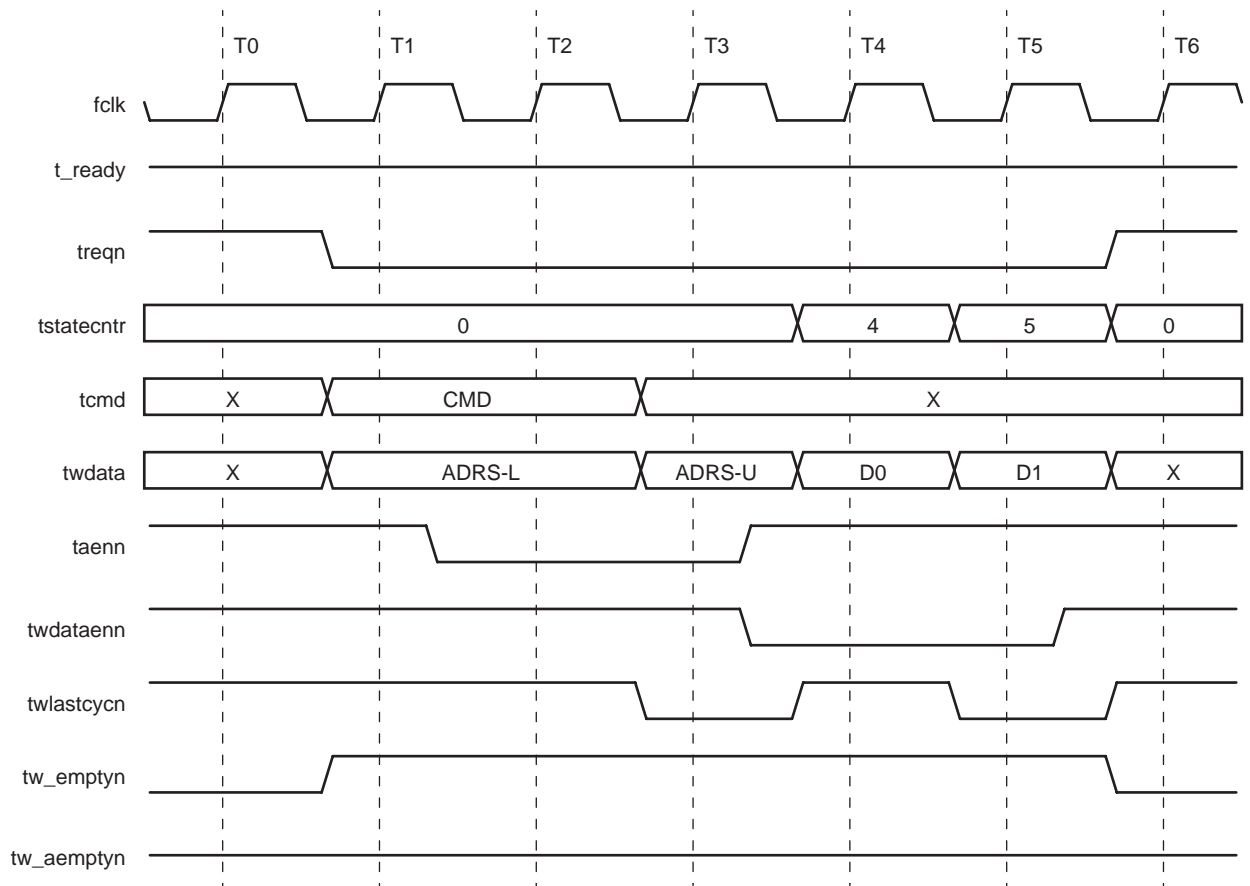 T0 T1 T2 T3 T4 T5 T6
fclk
t_ready
treqn
tstatecntr 0 4 5 0
tcmd X CMD X
twdata X ADRS-L ADRS-U D0 D1 X
taenn
twdataenn
twlastcycn
tw_emptyn
tw_aemptyn